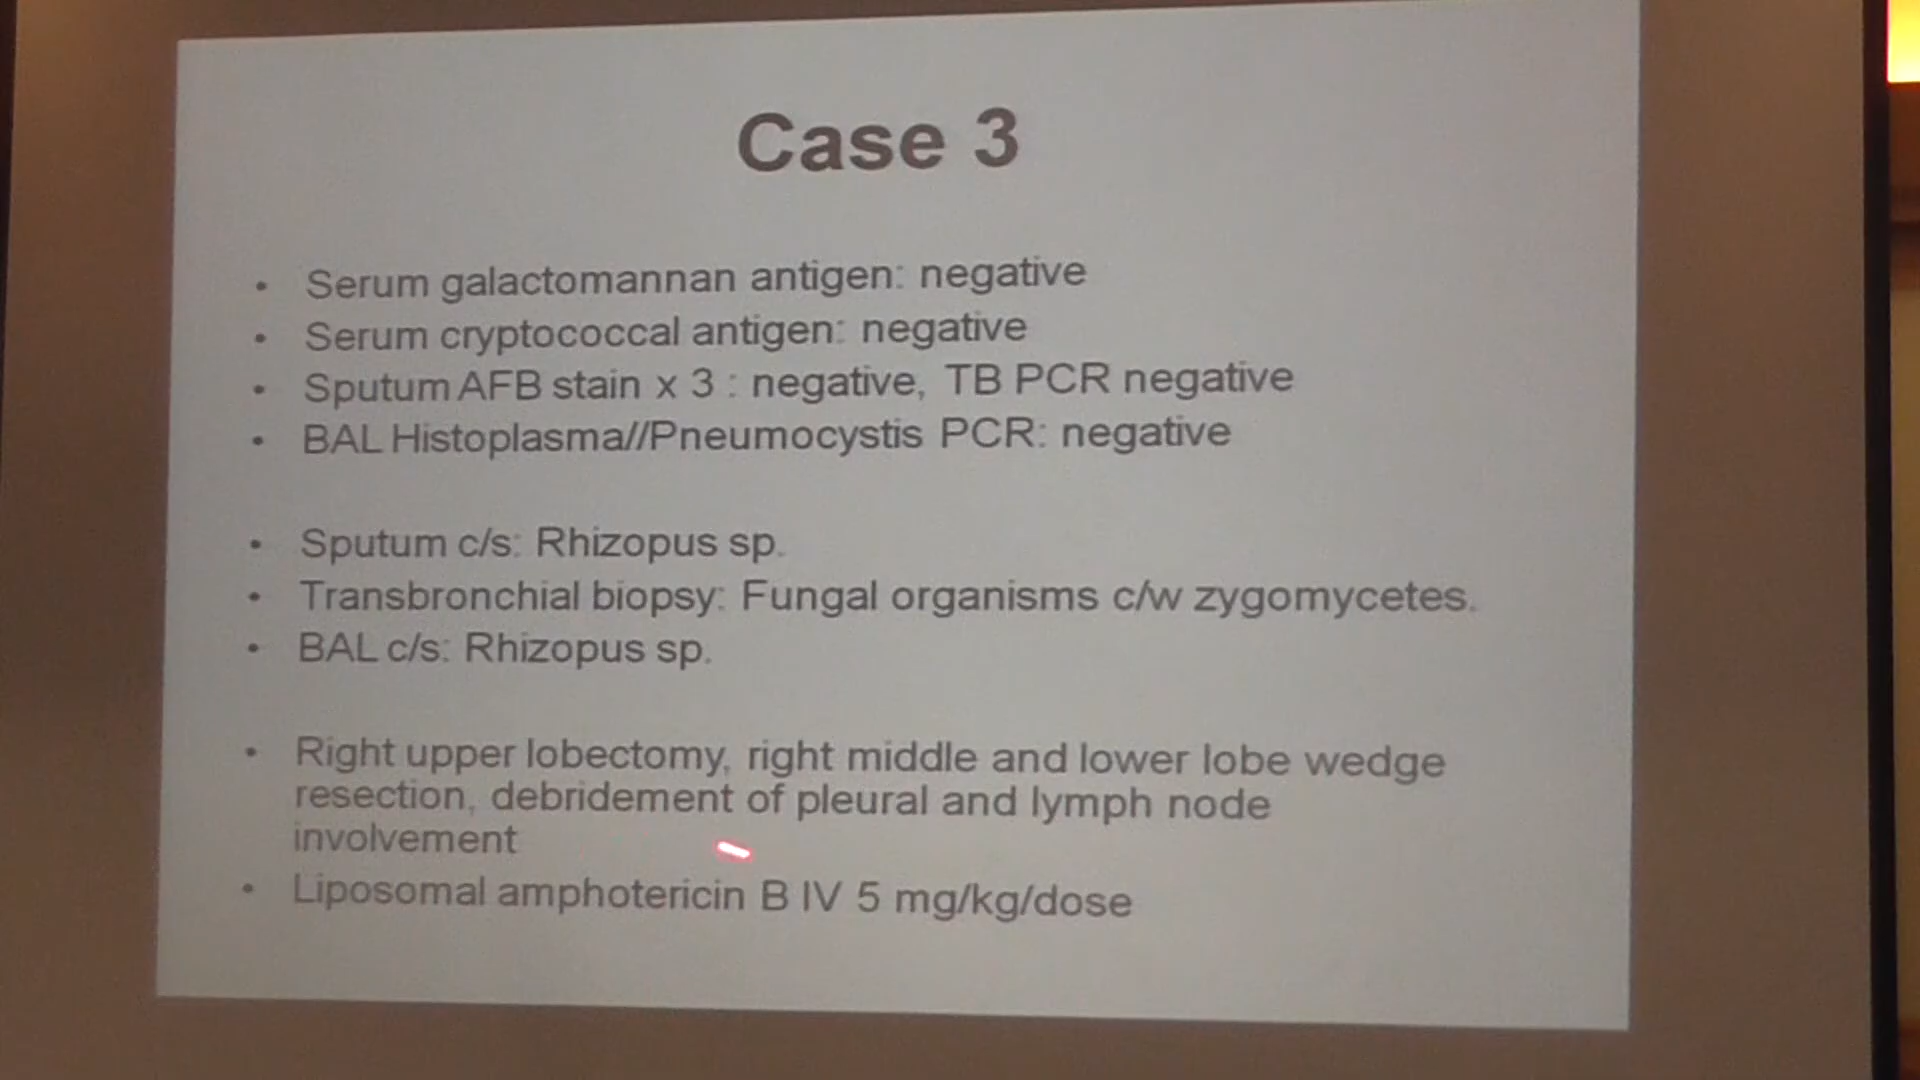 Case 3
• Serum galactomannan antigen: negative
• Serum cryptococcal antigen: negative
• Sputum AFB stain x 3 : negative, TB PCR negative
• BAL Histoplasma//Pneumocystis PCR: negative
• Sputum c/s: Rhizopus sp.
• Transbronchial biopsy: Fungal organisms c/w zygomycetes.
• BAL c/s: Rhizopus sp.
• Right upper lobectomy, right middle and lower lobe wedge
resection, debridement of pleural and lymph node
involvement
• Liposomal amphotericin B IV 5 mg/kg/dose